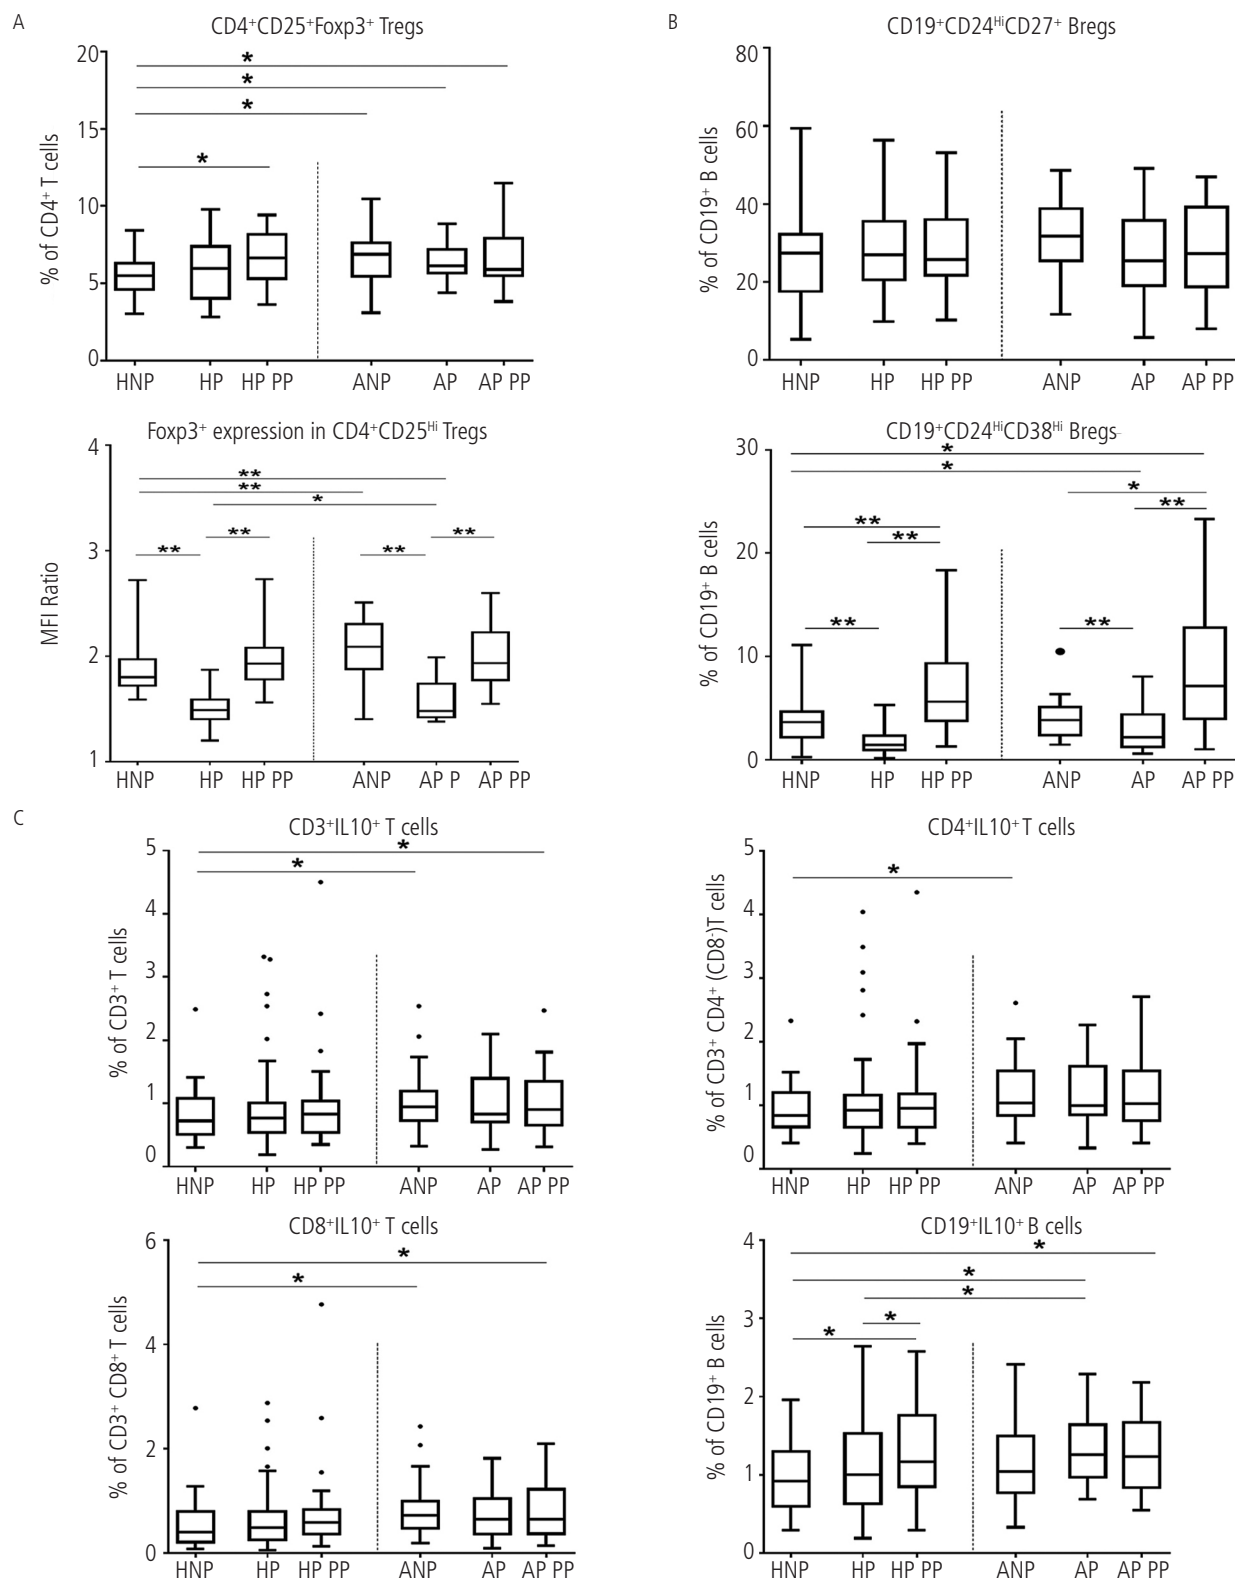 A
CD4⁺CD25⁺Foxp3⁺ Tregs
20
15
10
5
0
% of CD4⁺ T cells
*
*
*
*
HNP HP HP PP ANP AP AP PP
Foxp3⁺ expression in CD4⁺CD25ᴴⁱ Tregs
4
3
2
1
MFI Ratio
**
**
*
**
**
**
**
HNP HP HP PP ANP AP P AP PP
B
CD19⁺CD24ᴴⁱCD27⁺ Bregs
80
60
40
20
0
% of CD19⁺ B cells
HNP HP HP PP ANP AP AP PP
CD19⁺CD24ᴴⁱCD38ᴴⁱ Bregs-
30
20
10
0
% of CD19⁺ B cells
*
*
*
**
**
**
**
**
HNP HP HP PP ANP AP AP PP
C
CD3⁺IL10⁺ T cells
5
4
3
2
1
0
% of CD3⁺ T cells
*
*
HNP HP HP PP ANP AP AP PP
CD4⁺IL10⁺ T cells
5
4
3
2
1
0
% of CD3⁺ CD4⁺ (CD8⁻)T cells
*
HNP HP HP PP ANP AP AP PP
CD8⁺IL10⁺ T cells
6
4
2
0
% of CD3⁺ CD8⁺ T cells
*
*
HNP HP HP PP ANP AP AP PP
CD19⁺IL10⁺ B cells
4
3
2
1
0
% of CD19⁺ B cells
*
*
*
*
*
HNP HP HP PP ANP AP AP PP